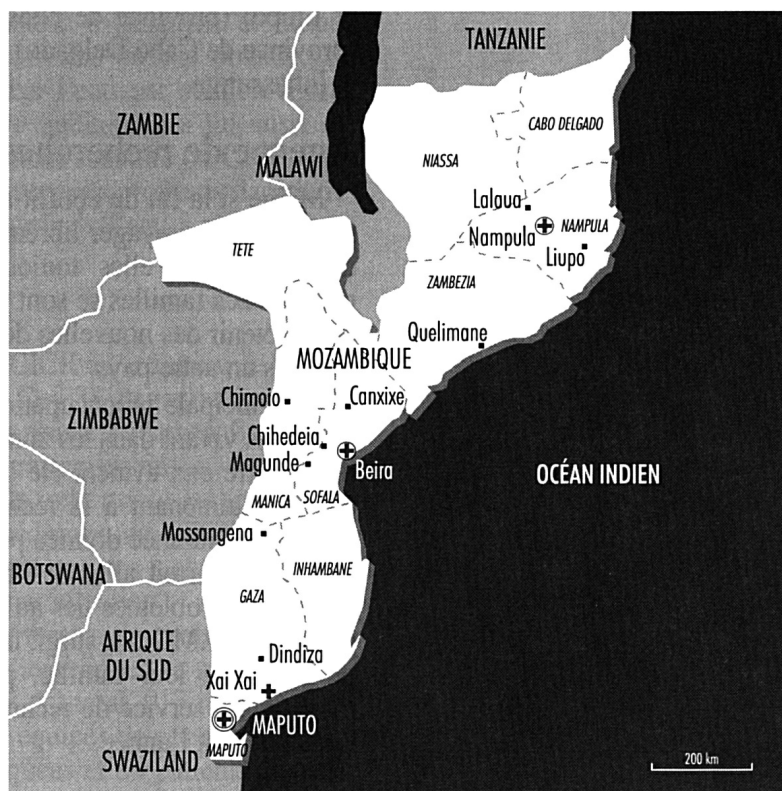 TANZANIE
ZAMBIE
CABO DELGADO
MALAWI
NIASSA
Lalaua
NAMPULA
Nampula
Liupo
TETE
ZAMBEZIA
Quelimane
MOZAMBIQUE
Chimoio
Canxixe
ZIMBABWE
Chihedeia
Magunde
Beira
OCÉAN INDIEN
MANICA
SOFALA
Massangena
INHAMBANE
BOTSWANA
GAZA
AFRIQUE
DU SUD
Dindiza
Xai Xai
MAPUTO
MAPUTO
SWAZILAND
200 km